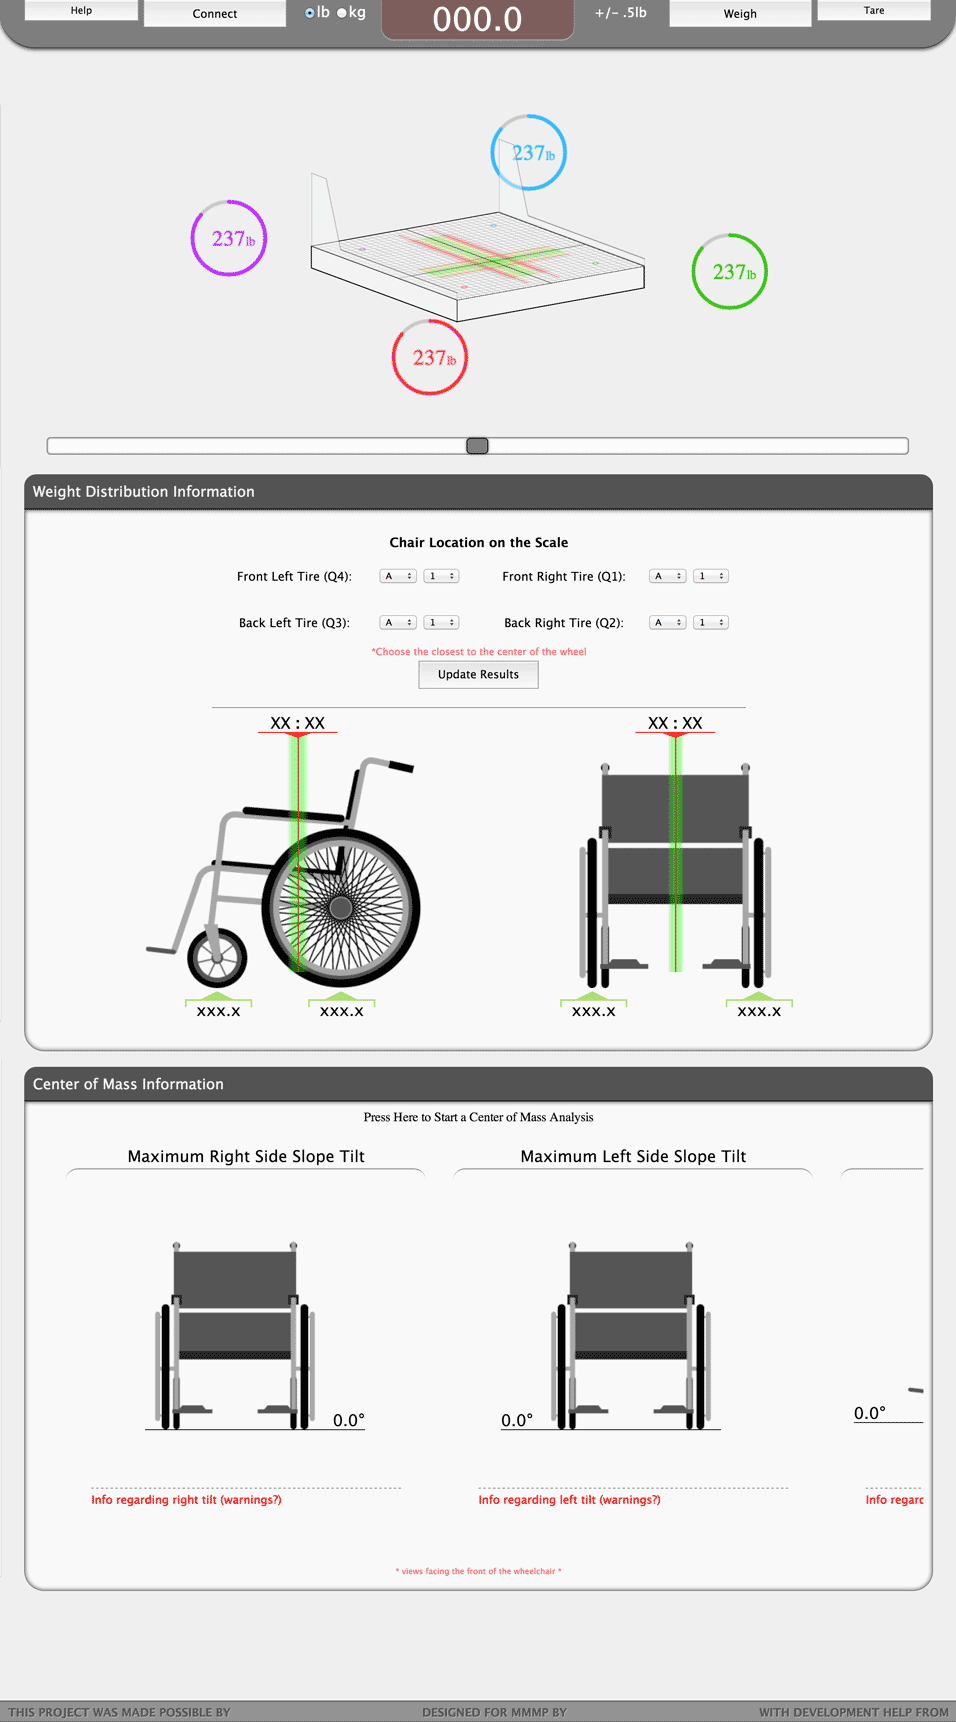 Help
Connect
lb kg
000.0
+/- .5lb
Weigh
Tare
237lb
237lb
237lb
237lb
Weight Distribution Information
Chair Location on the Scale
Front Left Tire (Q4): A 1 Front Right Tire (Q1): A 1
Back Left Tire (Q3): A 1 Back Right Tire (Q2): A 1
*Choose the closest to the center of the wheel
Update Results
XX : XX XX : XX
xxx.x xxx.x xxx.x xxx.x
Center of Mass Information
Press Here to Start a Center of Mass Analysis
Maximum Right Side Slope Tilt Maximum Left Side Slope Tilt
0.0° 0.0° 0.0°
Info regarding right tilt (warnings?) Info regarding left tilt (warnings?) Info regarc
* views facing the front of the wheelchair *
THIS PROJECT WAS MADE POSSIBLE BY DESIGNED FOR MMMP BY WITH DEVELOPMENT HELP FROM